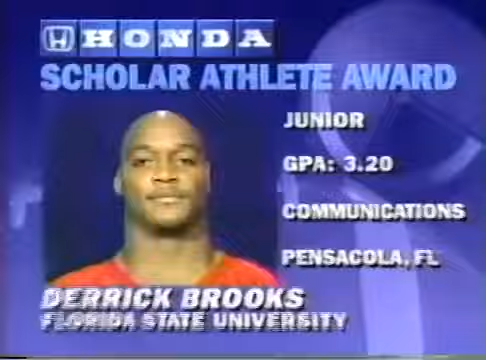 HONDA
SCHOLAR ATHLETE AWARD
JUNIOR
GPA: 3.20
COMMUNICATIONS
PENSACOLA, FL
DERRICK BROOKS
FLORIDA STATE UNIVERSITY